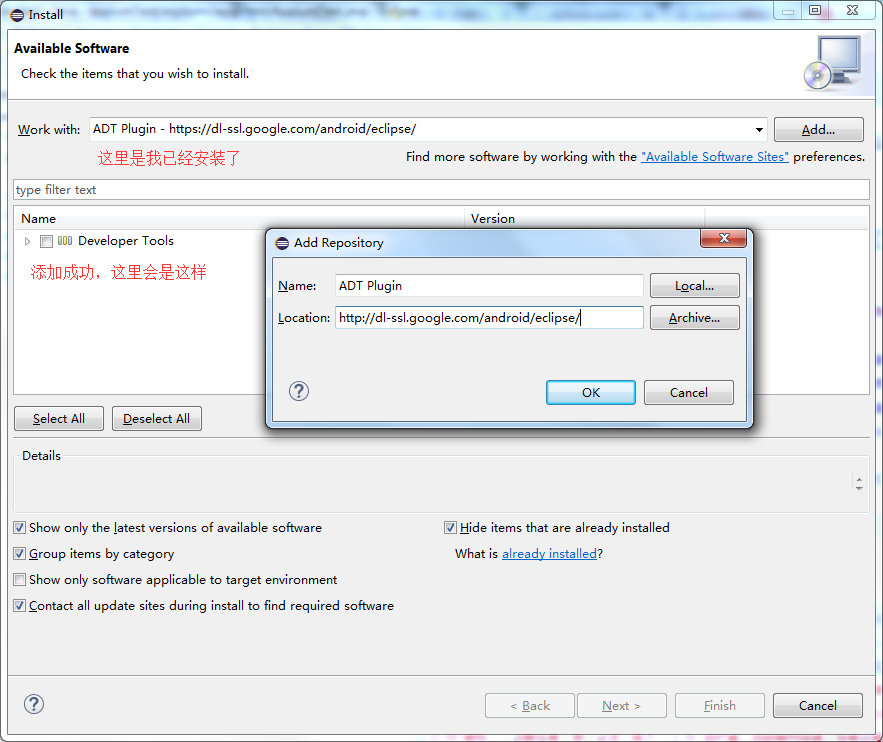 Install
Available Software
Check the items that you wish to install.
Work with: ADT Plugin - https://dl-ssl.google.com/android/eclipse/ Add...
这里是我已经安装了
Find more software by working with the "Available Software Sites" preferences.
type filter text
Name Version
Developer Tools
添加成功，这里会是这样
Add Repository
Name: ADT Plugin Local...
Location: http://dl-ssl.google.com/android/eclipse/ Archive...
OK Cancel
Select All Deselect All
Details
Show only the latest versions of available software Hide items that are already installed
Group items by category What is already installed?
Show only software applicable to target environment
Contact all update sites during install to find required software
< Back Next > Finish Cancel